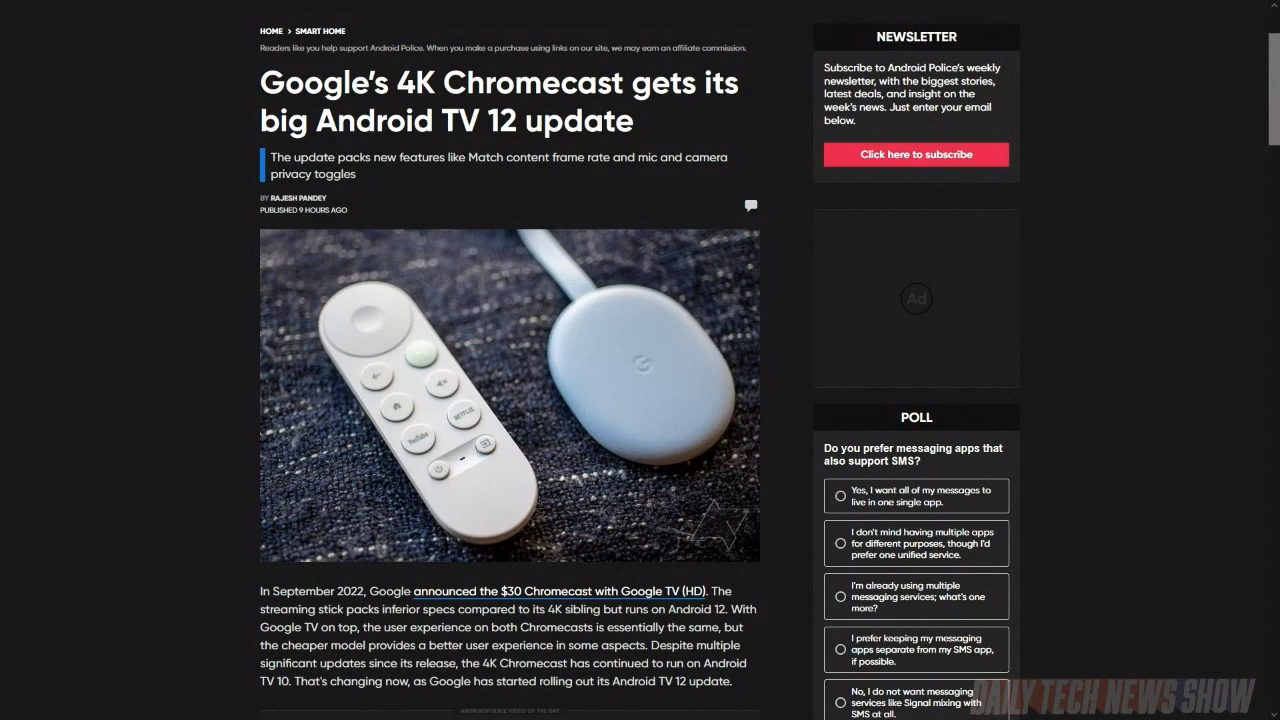 HOME > SMART HOME
Readers like you help support Android Police. When you make a purchase using links on our site, we may earn an affiliate commission.
Google's 4K Chromecast gets its
big Android TV 12 update
The update packs new features like Match content frame rate and mic and camera
privacy toggles
BY RAJESH PANDEY
PUBLISHED 9 HOURS AGO
NETFLIX
YouTube
In September 2022, Google announced the $30 Chromecast with Google TV (HD). The
streaming stick packs inferior specs compared to its 4K sibling but runs on Android 12. With
Google TV on top, the user experience on both Chromecasts is essentially the same, but
the cheaper model provides a better user experience in some aspects. Despite multiple
significant updates since its release, the 4K Chromecast has continued to run on Android
TV 10. That's changing now, as Google has started rolling out its Android TV 12 update.
ANDROIDPOLICE VIDEO OF THE DAY
NEWSLETTER
Subscribe to Android Police's weekly
newsletter, with the biggest stories,
latest deals, and insight on the
week's news. Just enter your email
below.
Click here to subscribe
Ad
POLL
Do you prefer messaging apps that
also support SMS?
Yes, I want all of my messages to
live in one single app.
I don't mind having multiple apps
for different purposes, though I'd
prefer one unified service.
I'm already using multiple
messaging services; what's one
more?
I prefer keeping my messaging
apps separate from my SMS app,
if possible.
No, I do not want messaging
services like Signal mixing with
SMS at all.
DAILY TECH NEWS SHOW